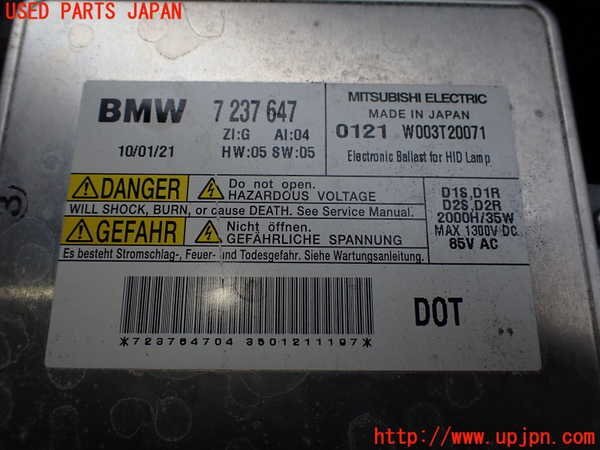 USED PARTS JAPAN
BMW 7 237 647
ZI:G AI:04
10/01/21 HW:05 SW:05
MITSUBISHI ELECTRIC
MADE IN JAPAN
0121 W003T20071
Electronic Ballast for HID Lamp
DANGER
Do not open.
HAZARDOUS VOLTAGE
WILL SHOCK, BURN, or cause DEATH. See Service Manual.
GEFAHR
Nicht öffnen.
GEFÄHRLICHE SPANNUNG
Es besteht Stromschlag-, Feuer- und Todesgefahr. Siehe Wartungsanleitung.
D1S,D1R
D2S,D2R
2000H/35W
MAX 1300V DC
85V AC
DOT
*723764704 3501211197*
3)
http://www.upjpn.com/